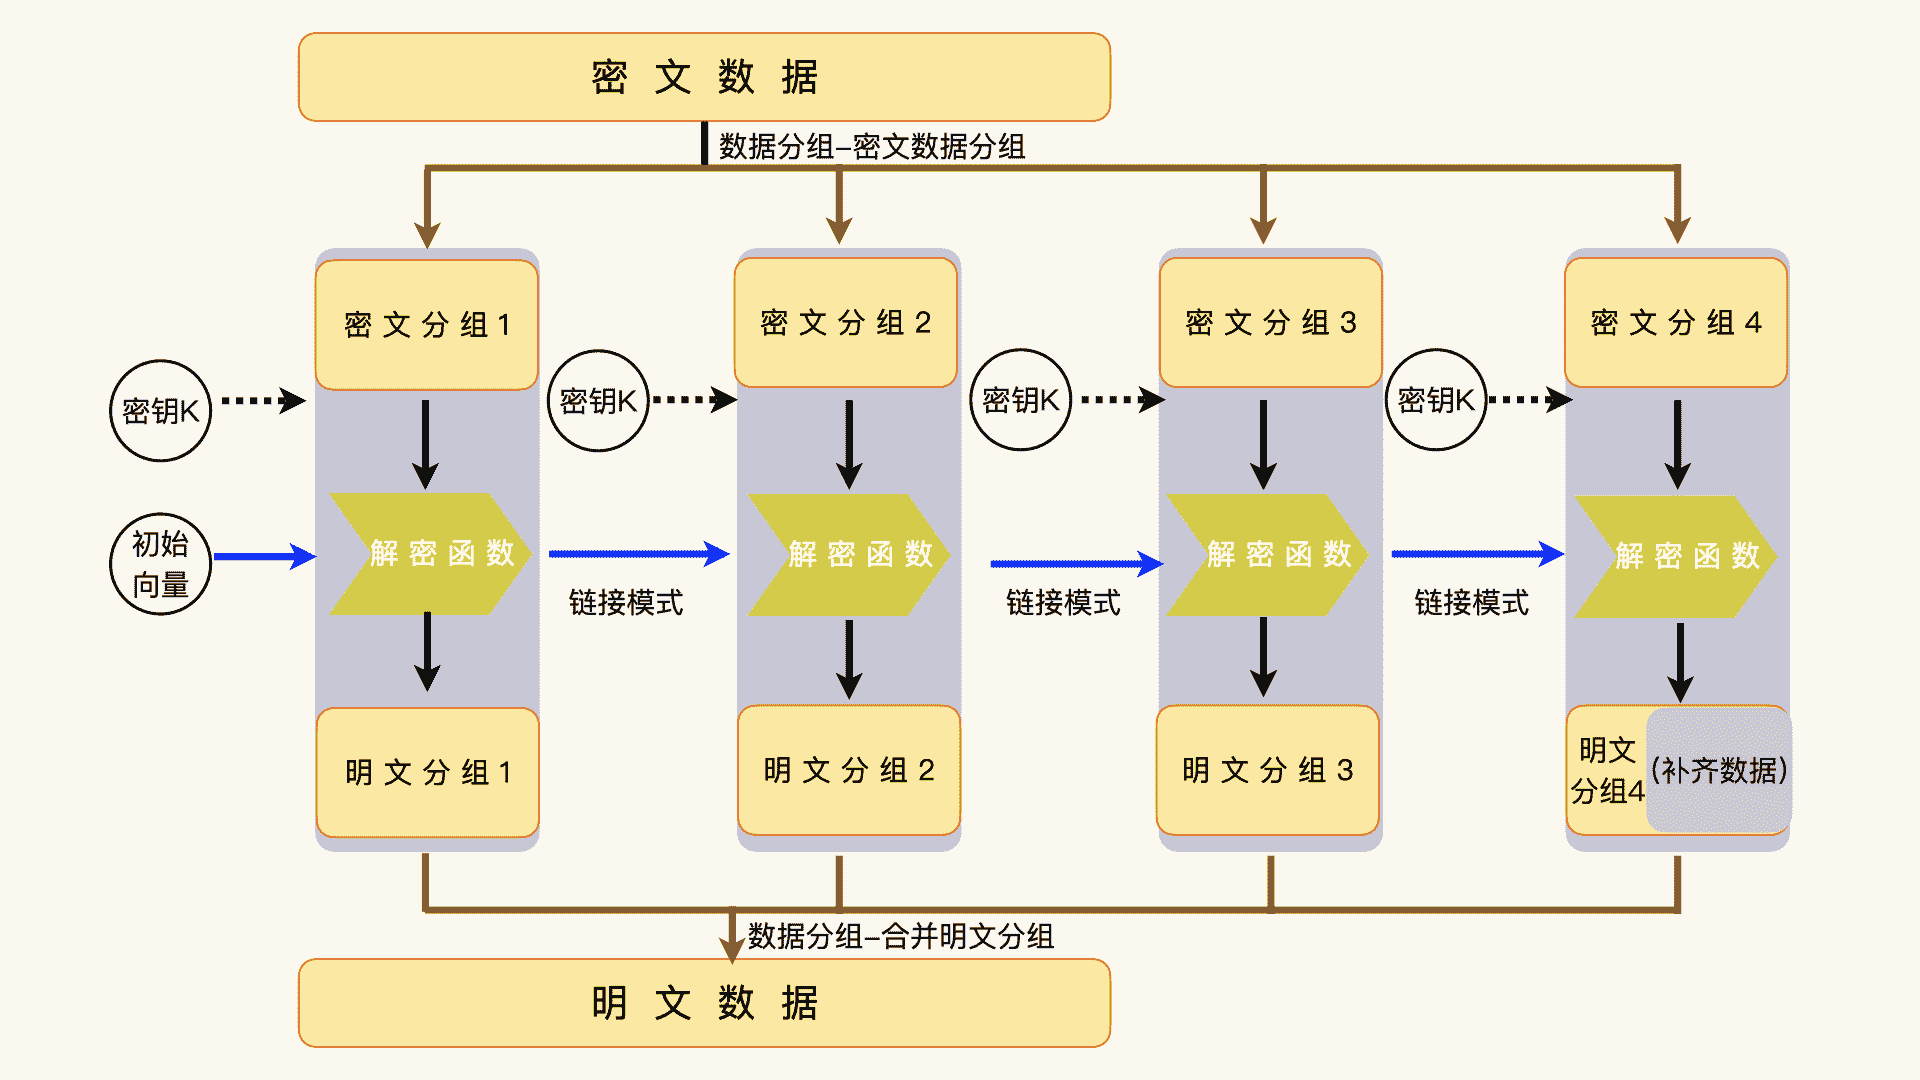 密文数据
数据分组-密文数据分组
密文分组1
密文分组2
密文分组3
密文分组4
密钥K
密钥K
密钥K
密钥K
初始
向量
解密函数
解密函数
解密函数
解密函数
链接模式
链接模式
链接模式
明文分组1
明文分组2
明文分组3
明文
分组4
(补齐数据)
数据分组-合并明文分组
明文数据